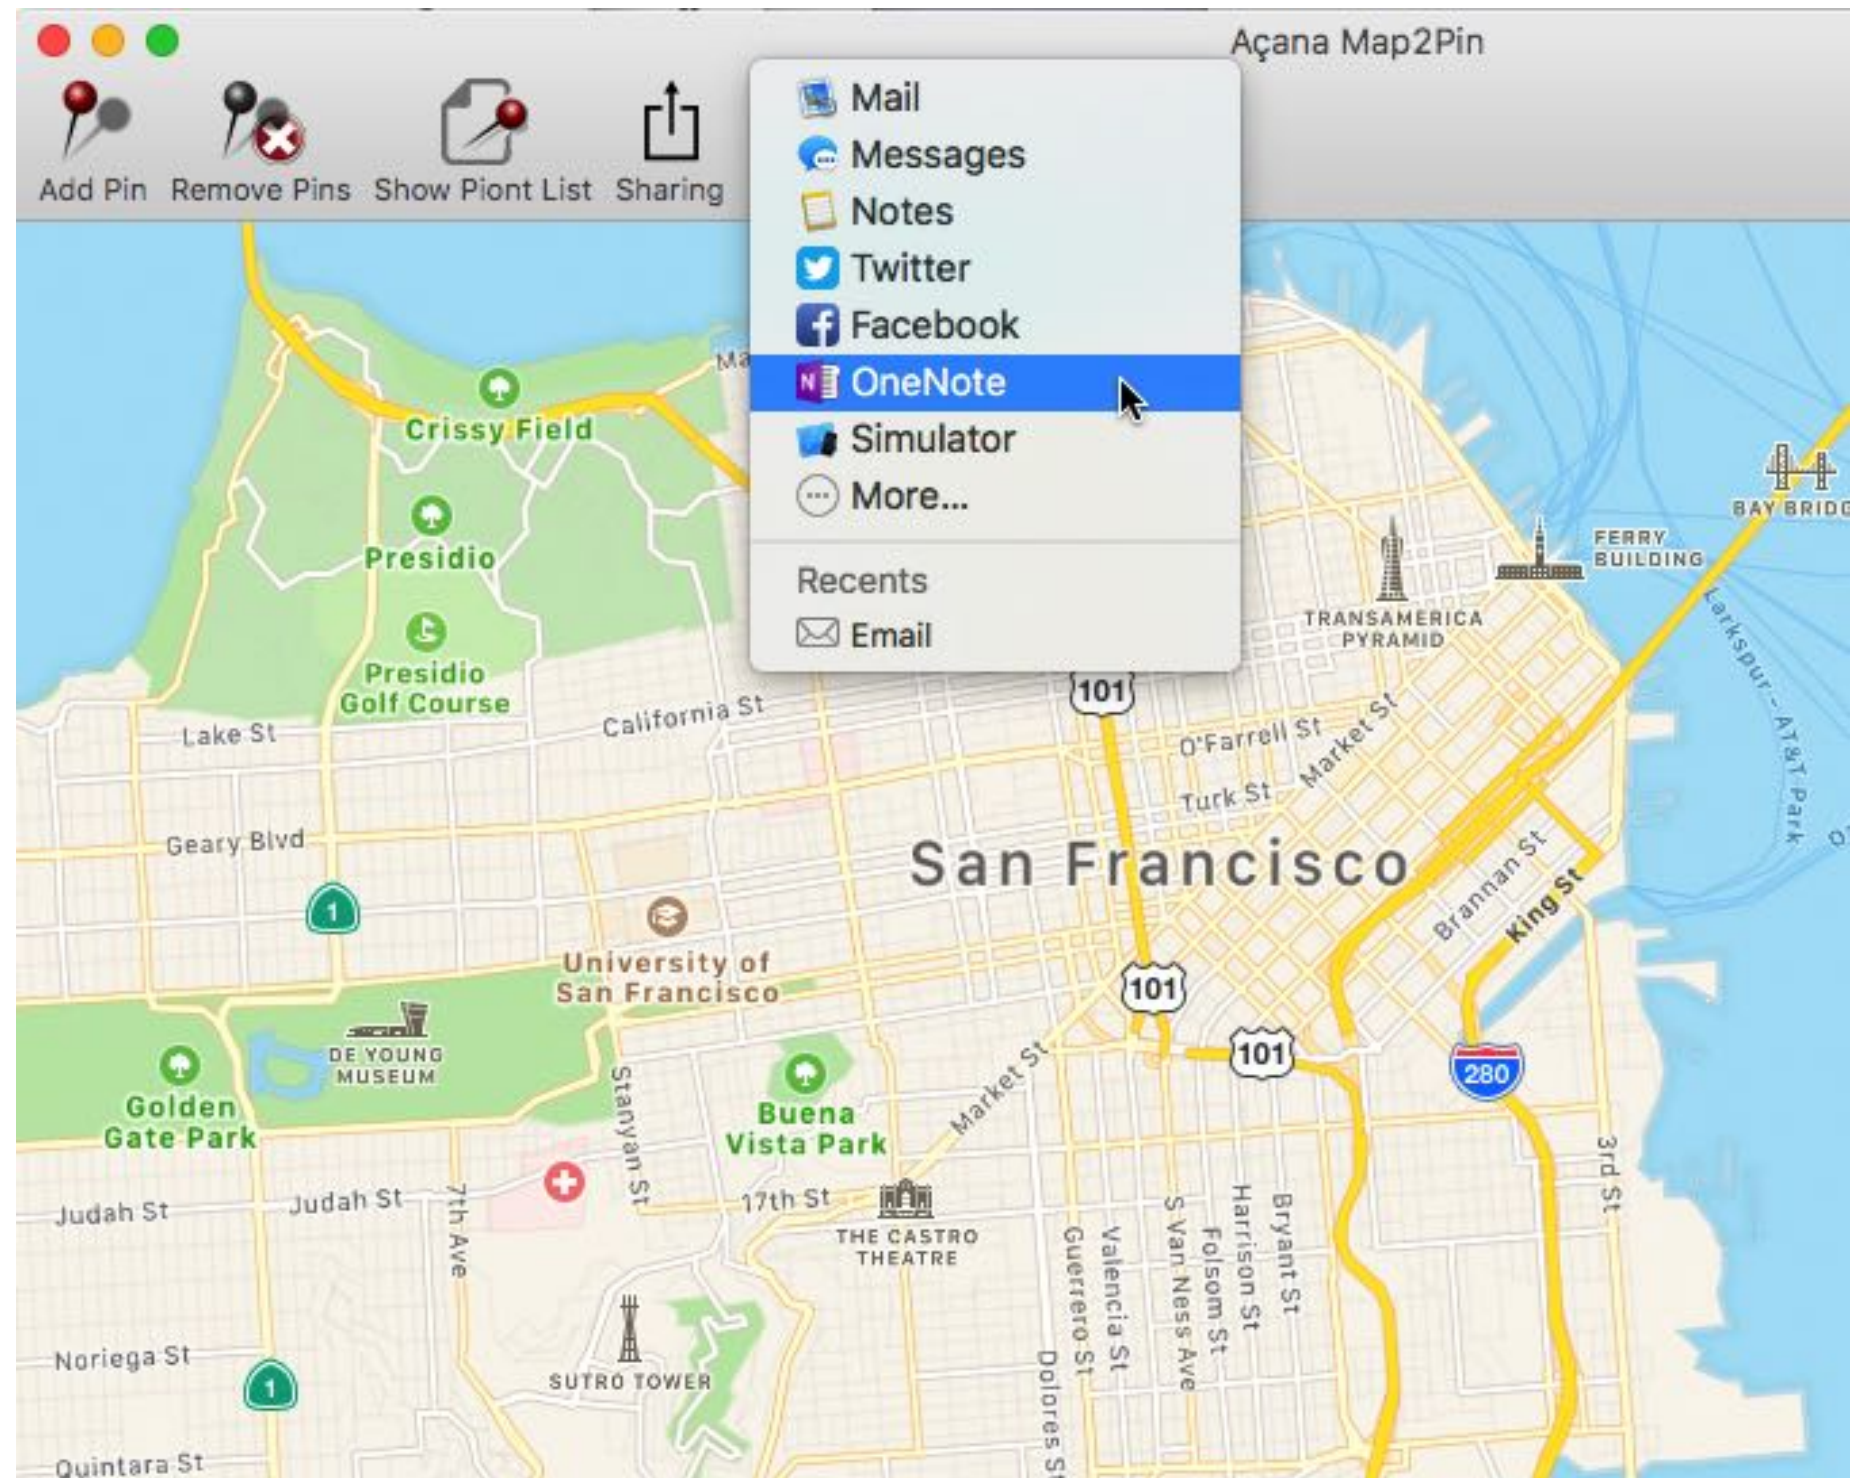 Açana Map2Pin
Add Pin
Remove Pins
Show Piont List
Sharing
Mail
Messages
Notes
Twitter
Facebook
OneNote
Simulator
More...
Recents
Email
Crissy Field
Presidio
Presidio
Golf Course
BAY BRIDG
FERRY
BUILDING
TRANSAMERICA
PYRAMID
Larkspur - AT&T Park
101
Lake St
California St
O'Farrell St
Market St
Turk St
Geary Blvd
San Francisco
Brannan St
King St
1
University of
San Francisco
101
101
280
DE YOUNG
MUSEUM
Golden
Gate Park
Stanyan St
Buena
Vista Park
Market St
3rd St
Judah St
Judah St
7th Ave
17th St
THE CASTRO
THEATRE
Guerrero St
Valencia St
S Van Ness Ave
Folsom St
Harrison St
Bryant St
Noriega St
1
SUTRO TOWER
Dolores St
Quintara St